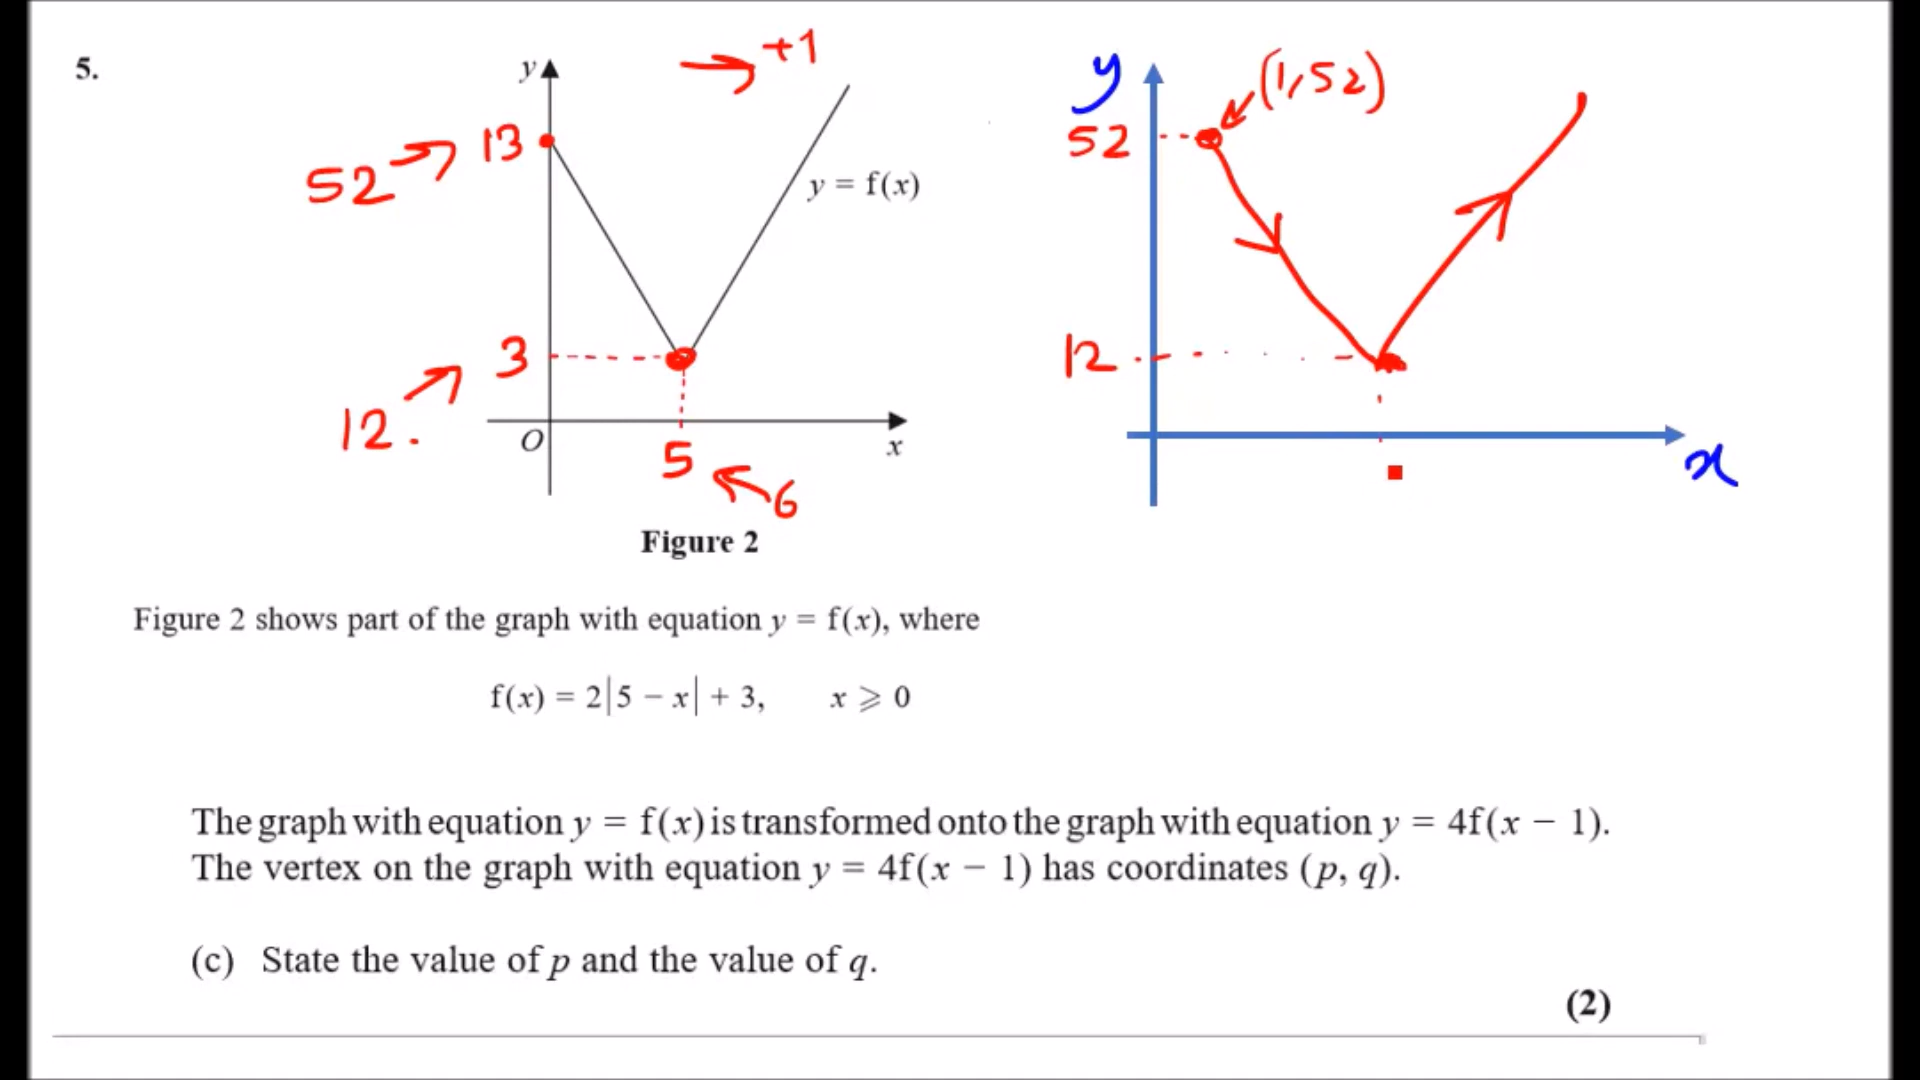 5.
y
+1
y
(1,52)
52
13
52
y = f(x)
3
12
12.
O
x
5
6
x
Figure 2
Figure 2 shows part of the graph with equation y = f(x), where
f(x) = 2|5 − x| + 3, x ⩾ 0
The graph with equation y = f(x) is transformed onto the graph with equation y = 4f(x − 1).
The vertex on the graph with equation y = 4f(x − 1) has coordinates (p, q).
(c) State the value of p and the value of q.
(2)